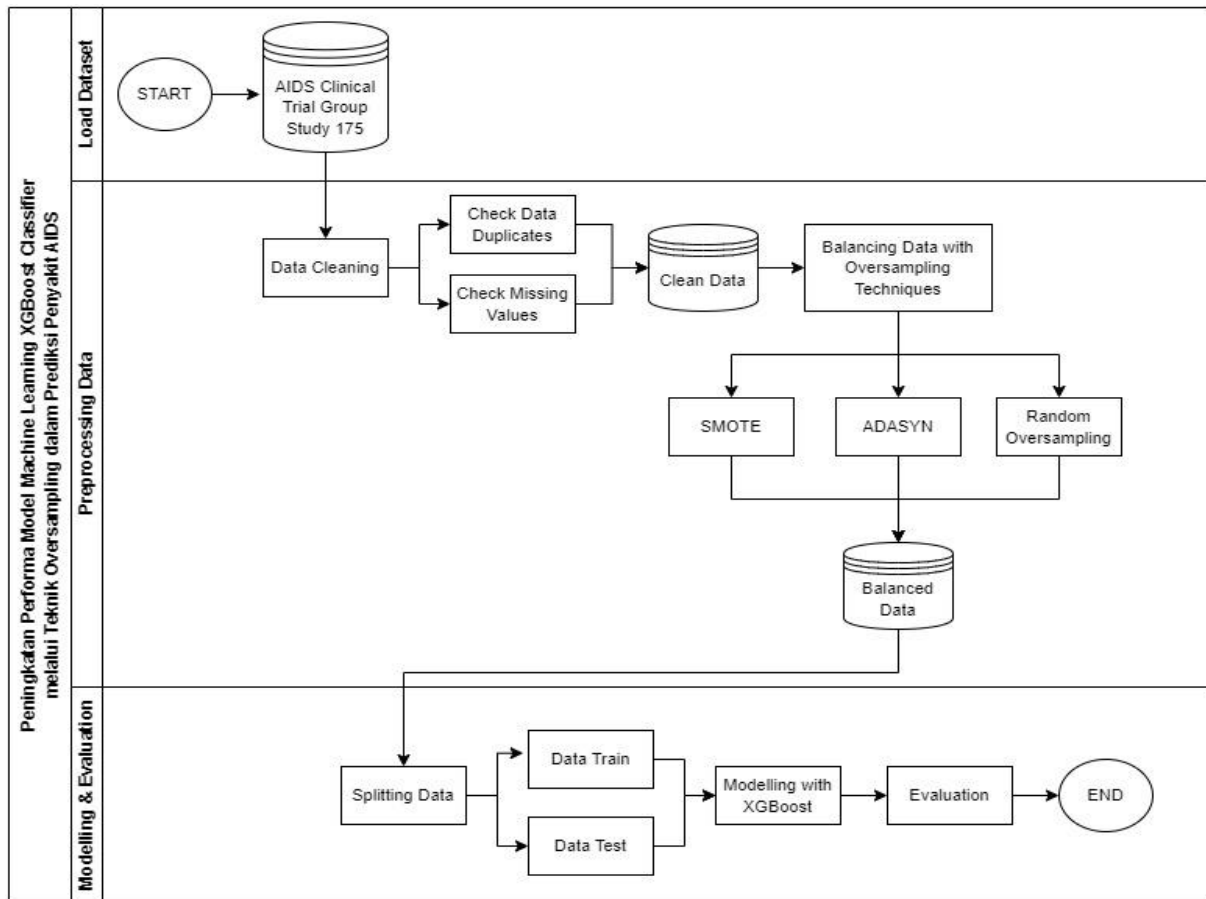 Peningkatan Performa Model Machine Learning XGBoost Classifier
melalui Teknik Oversampling dalam Prediksi Penyakit AIDS
Load Dataset
START
AIDS Clinical
Trial Group
Study 175
Preprocessing Data
Data Cleaning
Check Data
Duplicates
Check Missing
Values
Clean Data
Balancing Data with
Oversampling
Techniques
SMOTE
ADASYN
Random
Oversampling
Balanced
Data
Modelling & Evaluation
Splitting Data
Data Train
Data Test
Modelling with
XGBoost
Evaluation
END